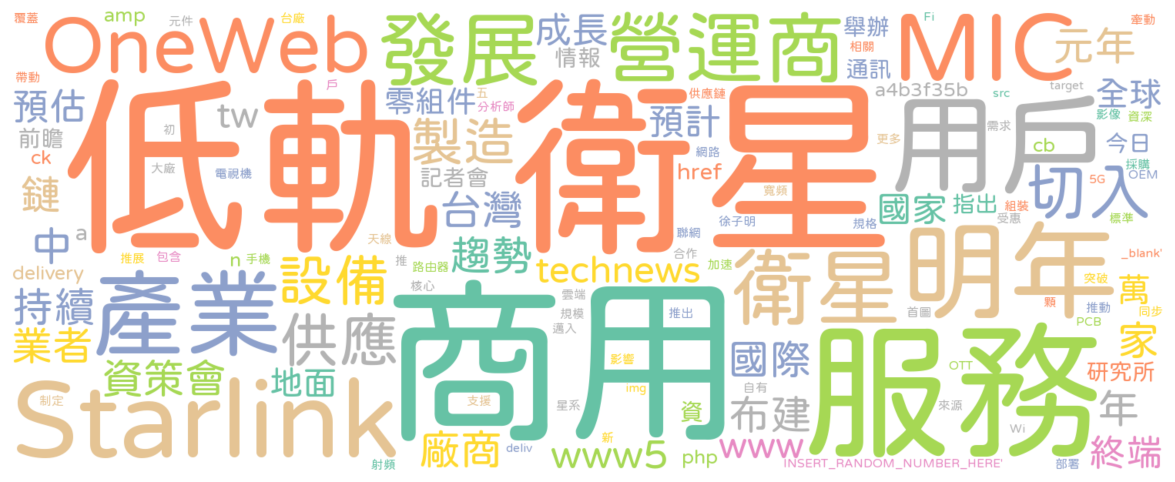 覆蓋 amp 元件 台廠 成長 舉辦 Fi 牽動
OneWeb 發展 營運商 MIC 元年
情報 相關 通訊
帶動 戶 五 供應鏈 a4b3f35b src target 全球
預估 tw 零組件 分析師 預計 用戶 影像 資深
低軌衛星
前瞻 初 製造 更多 需求 cb 今日
ck 大廠 電視機 記者會 網路 href 寬頻 5G 採購 OEM
鏈 台灣 徐子明 規格 國家 指出 組裝 受惠 切入 標準
中 a 天線 趨勢 聯網 合作 明年
delivery 推展 包含 n 手機 推 路由器 technews 加速 衛星 _blank'
持續 產業 設備 核心 雲端 突破 萬
規模 推出 首圖 顆 推動 同步
業者 供應 商用 邁入 服務 PCB 家
資策會 地面 影響 國際 OTT 研究所
Starlink img 自有
制定 支援 星系 資 布建 來源 年
廠商 deliv 新 www Wi
射頻 www5 php INSERT_RANDOM_NUMBER_HERE' 部署 終端